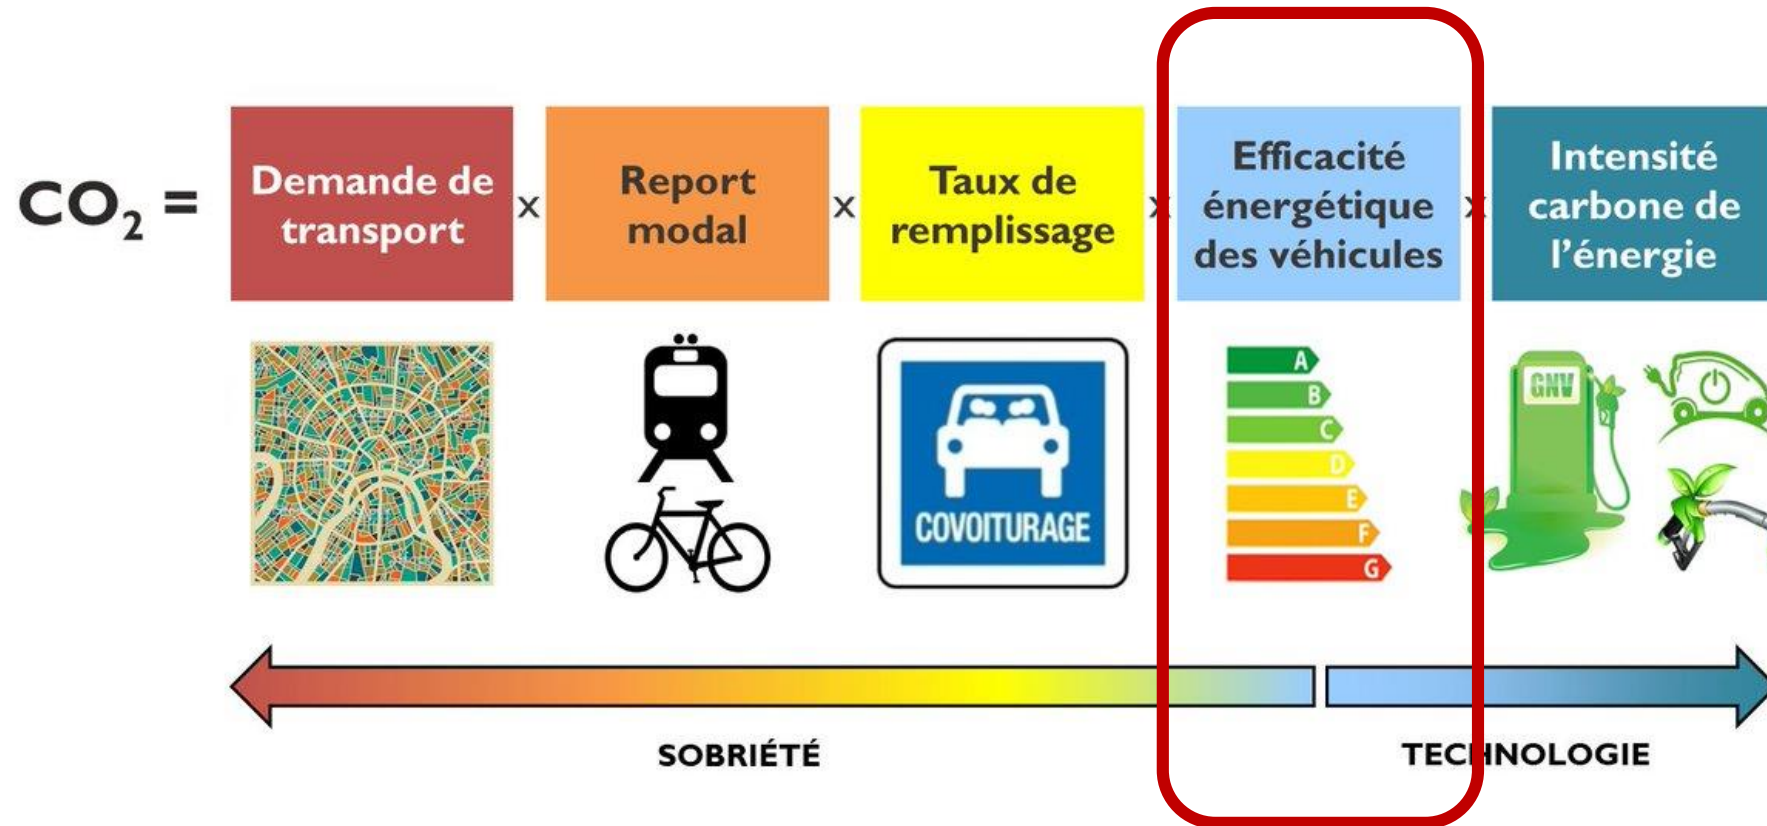 CO₂ =
Demande de
transport
x
Report
modal
x
Taux de
remplissage
x
Efficacité
énergétique
des véhicules
x
Intensité
carbone de
l'énergie
COVOITURAGE
A
B
C
D
E
F
G
GNV
SOBRIÉTÉ
TECHNOLOGIE